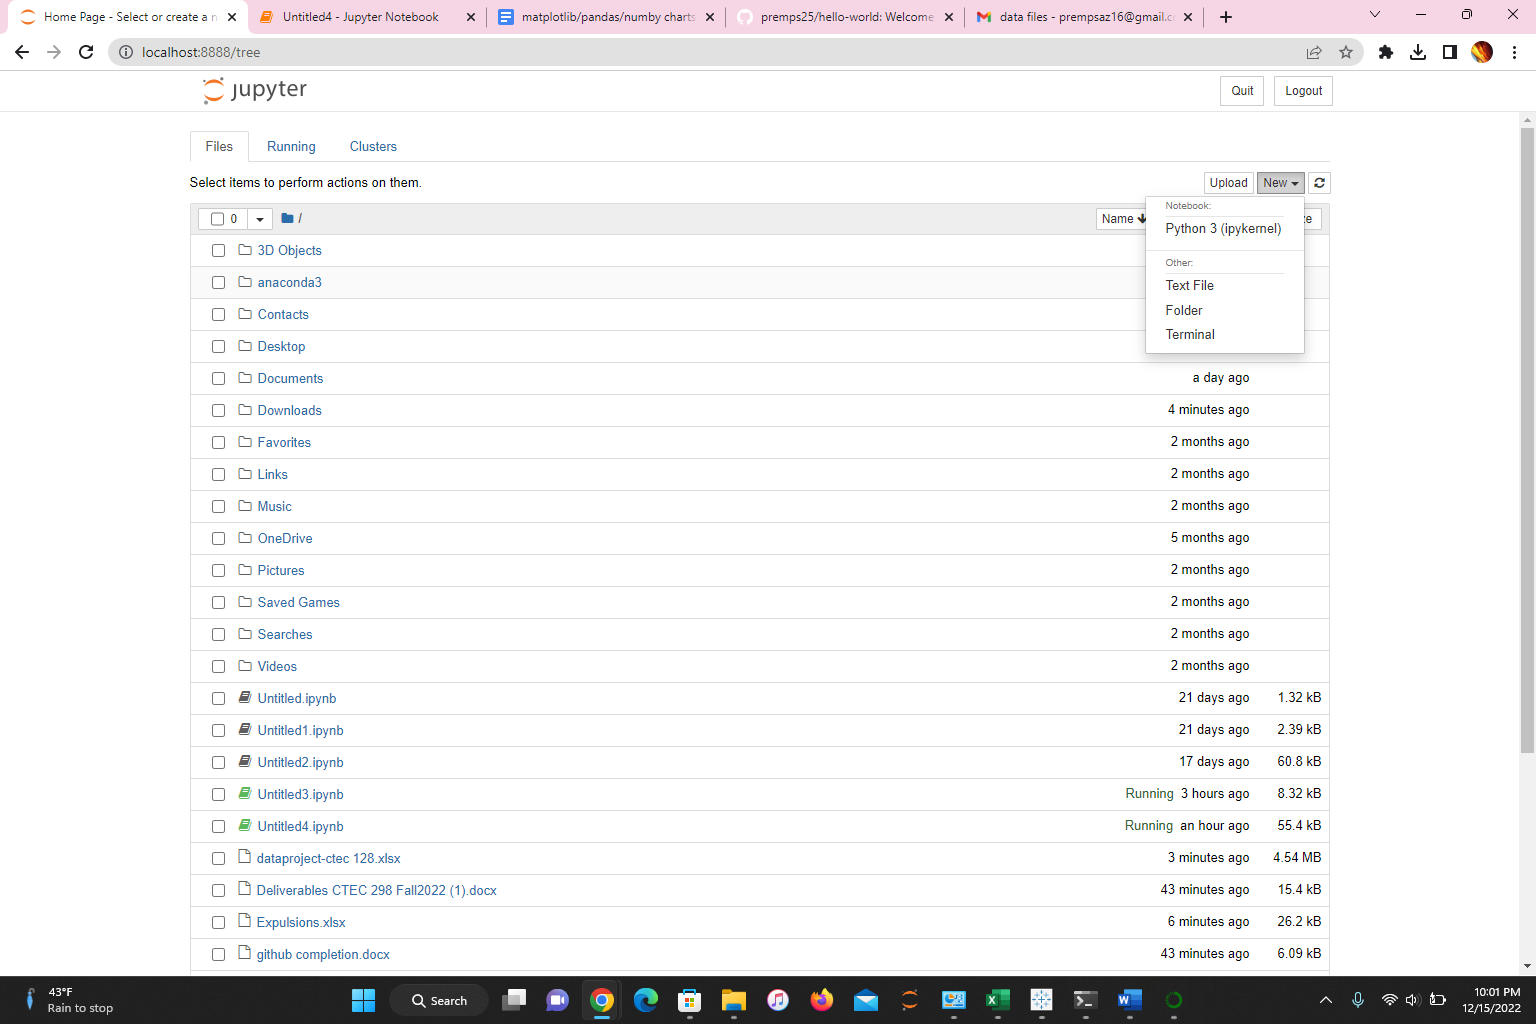 Home Page - Select or create a n
Untitled4 - Jupyter Notebook
matplotlib/pandas/numby charts
premps25/hello-world: Welcome
data files - prempsaz16@gmail.c
localhost:8888/tree
jupyter
Quit
Logout
Files
Running
Clusters
Select items to perform actions on them.
Upload
New
0
/
Name
ze
Notebook:
Python 3 (ipykernel)
Other:
Text File
Folder
Terminal
3D Objects
anaconda3
Contacts
Desktop
Documents a day ago
Downloads 4 minutes ago
Favorites 2 months ago
Links 2 months ago
Music 2 months ago
OneDrive 5 months ago
Pictures 2 months ago
Saved Games 2 months ago
Searches 2 months ago
Videos 2 months ago
Untitled.ipynb 21 days ago 1.32 kB
Untitled1.ipynb 21 days ago 2.39 kB
Untitled2.ipynb 17 days ago 60.8 kB
Untitled3.ipynb Running 3 hours ago 8.32 kB
Untitled4.ipynb Running an hour ago 55.4 kB
dataproject-ctec 128.xlsx 3 minutes ago 4.54 MB
Deliverables CTEC 298 Fall2022 (1).docx 43 minutes ago 15.4 kB
Expulsions.xlsx 6 minutes ago 26.2 kB
github completion.docx 43 minutes ago 6.09 kB
43°F
Rain to stop
Search
10:01 PM
12/15/2022